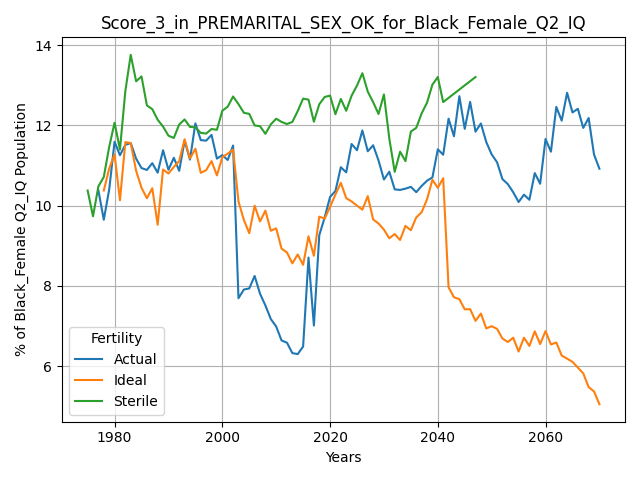 Score_3_in_PREMARITAL_SEX_OK_for_Black_Female_Q2_IQ
% of Black_Female Q2_IQ Population
14
12
10
8
6
Fertility
Actual
Ideal
Sterile
1980
2000
2020
2040
2060
Years